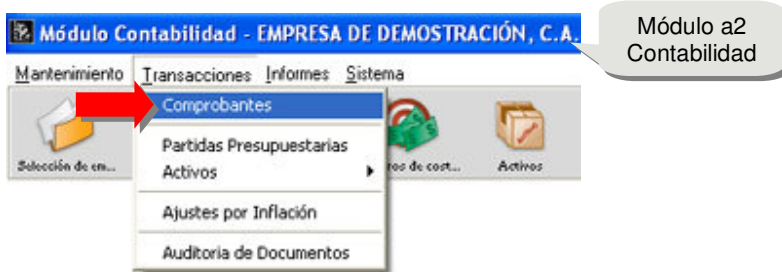 Módulo Contabilidad - EMPRESA DE DEMOSTRACIÓN, C.A.
Módulo a2
Contabilidad
Mantenimiento Transacciones Informes Sistema
Comprobantes
Partidas Presupuestarias
Activos
Ajustes por Inflación
Auditoria de Documentos
Selección de em...
ros de cost...
Activos